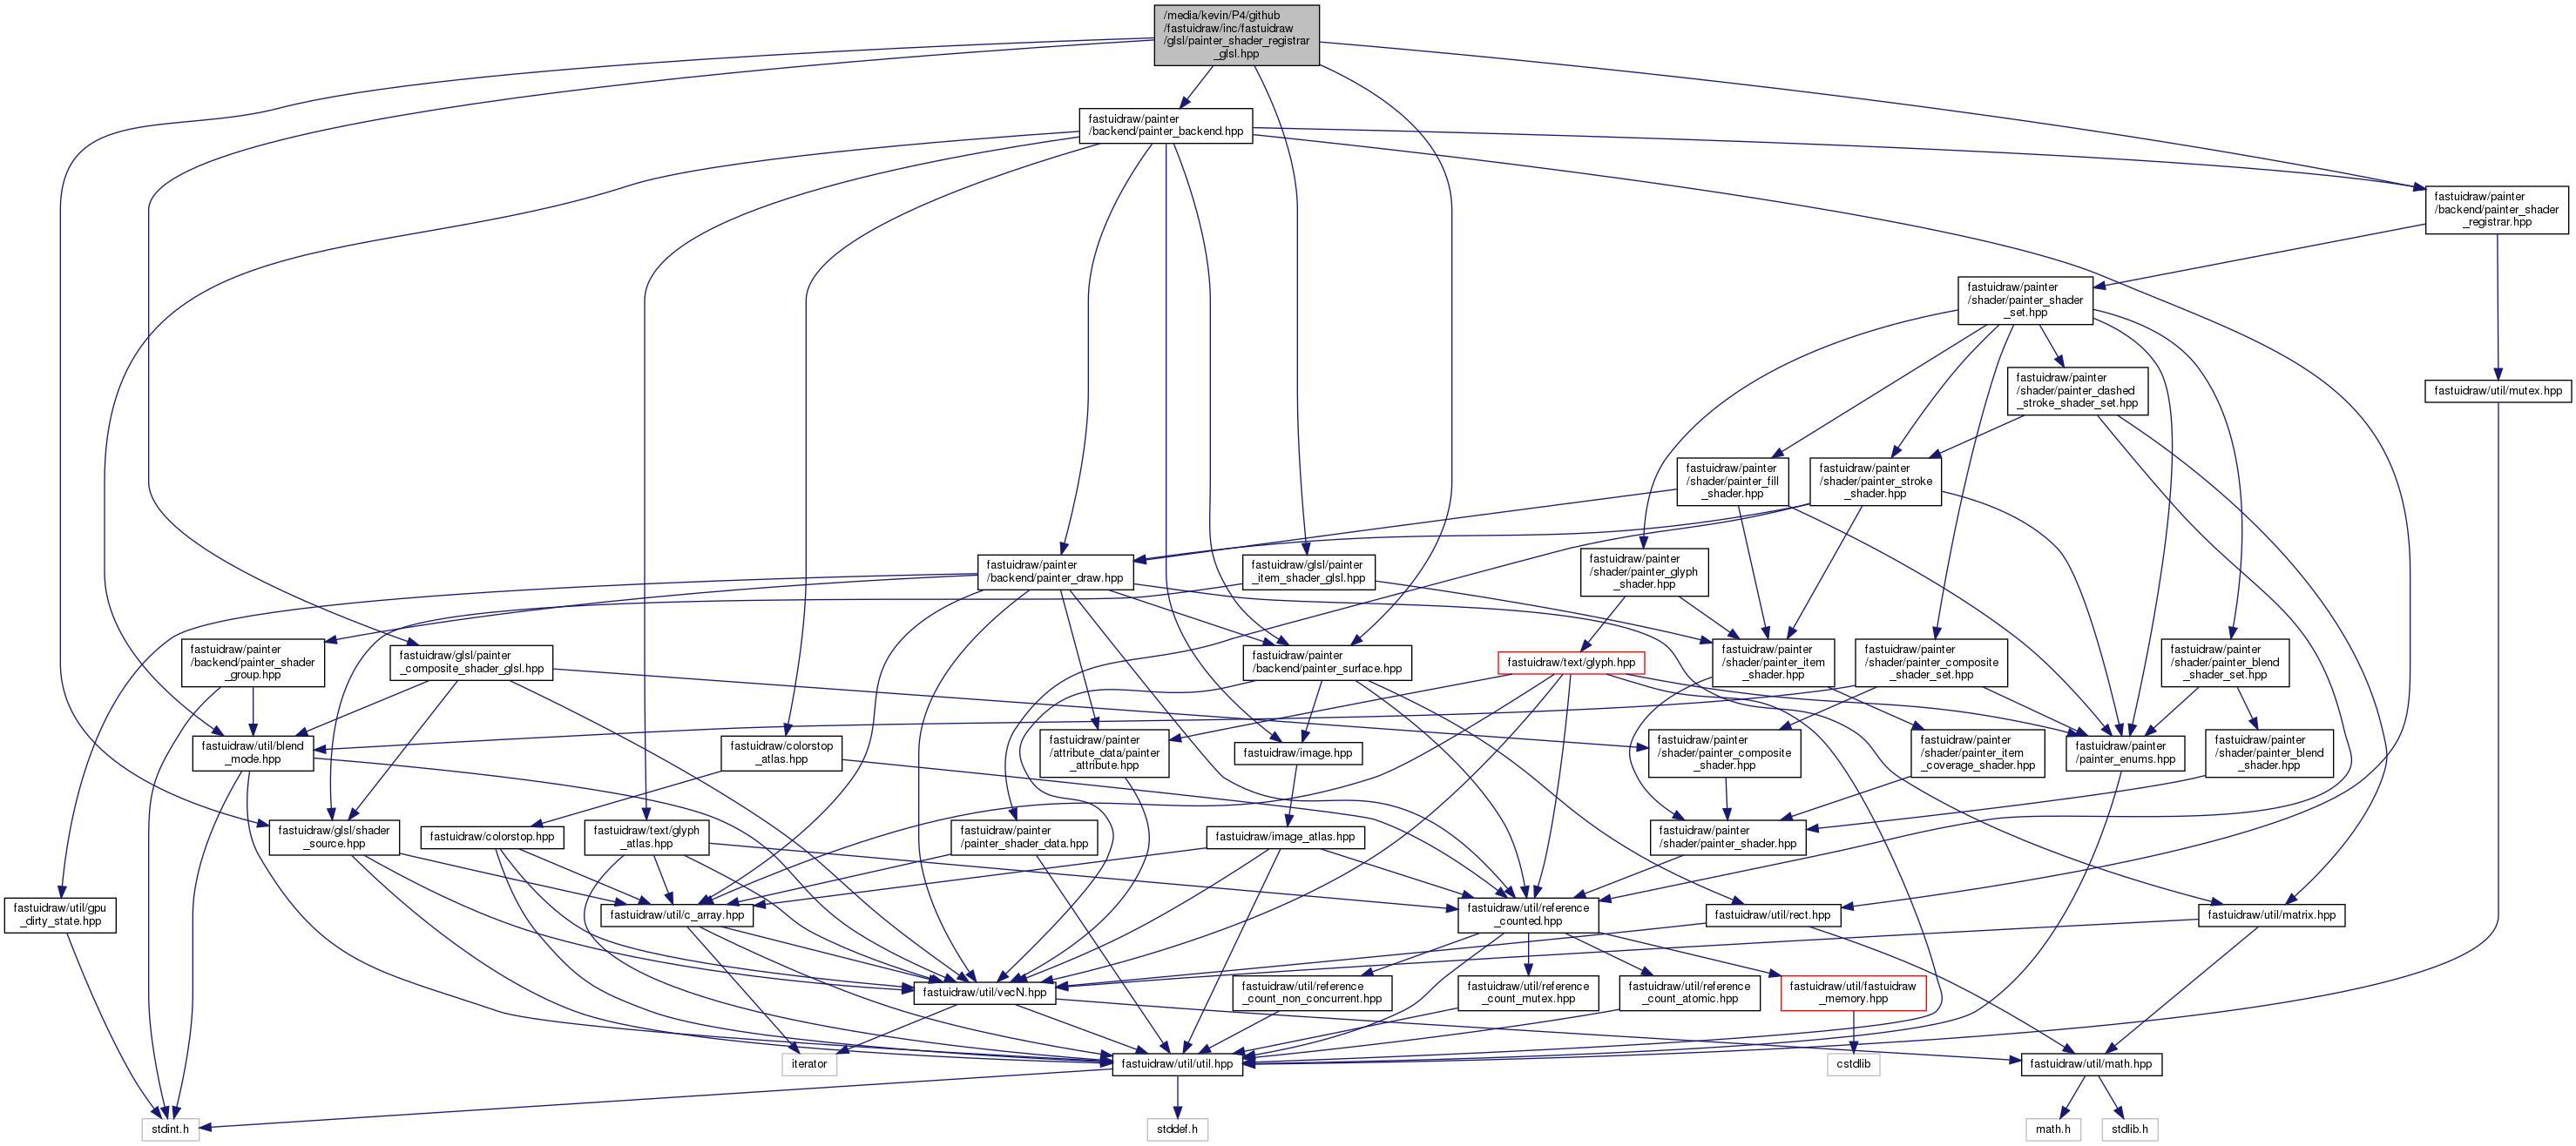 /media/kevin/P4/github
/fastuidraw/inc/fastuidraw
/glsl/painter_shader_registrar
_glsl.hpp
fastuidraw/painter
/backend/painter_backend.hpp
fastuidraw/painter
/backend/painter_shader
_registrar.hpp
fastuidraw/painter
/shader/painter_shader
_set.hpp
fastuidraw/painter
/shader/painter_dashed
_stroke_shader_set.hpp
fastuidraw/util/mutex.hpp
fastuidraw/painter
/shader/painter_fill
_shader.hpp
fastuidraw/painter
/shader/painter_stroke
_shader.hpp
fastuidraw/painter
/backend/painter_draw.hpp
fastuidraw/glsl/painter
_item_shader_glsl.hpp
fastuidraw/painter
/shader/painter_glyph
_shader.hpp
fastuidraw/painter
/backend/painter_shader
_group.hpp
fastuidraw/glsl/painter
_composite_shader_glsl.hpp
fastuidraw/painter
/backend/painter_surface.hpp
fastuidraw/text/glyph.hpp
fastuidraw/painter
/shader/painter_item
_shader.hpp
fastuidraw/painter
/shader/painter_composite
_shader_set.hpp
fastuidraw/painter
/shader/painter_blend
_shader_set.hpp
fastuidraw/util/blend
_mode.hpp
fastuidraw/colorstop
_atlas.hpp
fastuidraw/painter
/attribute_data/painter
_attribute.hpp
fastuidraw/image.hpp
fastuidraw/painter
/shader/painter_composite
_shader.hpp
fastuidraw/painter
/shader/painter_item
_coverage_shader.hpp
fastuidraw/painter
/painter_enums.hpp
fastuidraw/painter
/shader/painter_blend
_shader.hpp
fastuidraw/glsl/shader
_source.hpp
fastuidraw/colorstop.hpp
fastuidraw/text/glyph
_atlas.hpp
fastuidraw/painter
/painter_shader_data.hpp
fastuidraw/image_atlas.hpp
fastuidraw/painter
/shader/painter_shader.hpp
fastuidraw/util/gpu
_dirty_state.hpp
fastuidraw/util/c_array.hpp
fastuidraw/util/reference
_counted.hpp
fastuidraw/util/rect.hpp
fastuidraw/util/matrix.hpp
fastuidraw/util/vecN.hpp
fastuidraw/util/reference
_count_non_concurrent.hpp
fastuidraw/util/reference
_count_mutex.hpp
fastuidraw/util/reference
_count_atomic.hpp
fastuidraw/util/fastuidraw
_memory.hpp
iterator
fastuidraw/util/util.hpp
cstdlib
fastuidraw/util/math.hpp
stdint.h
stddef.h
math.h
stdlib.h